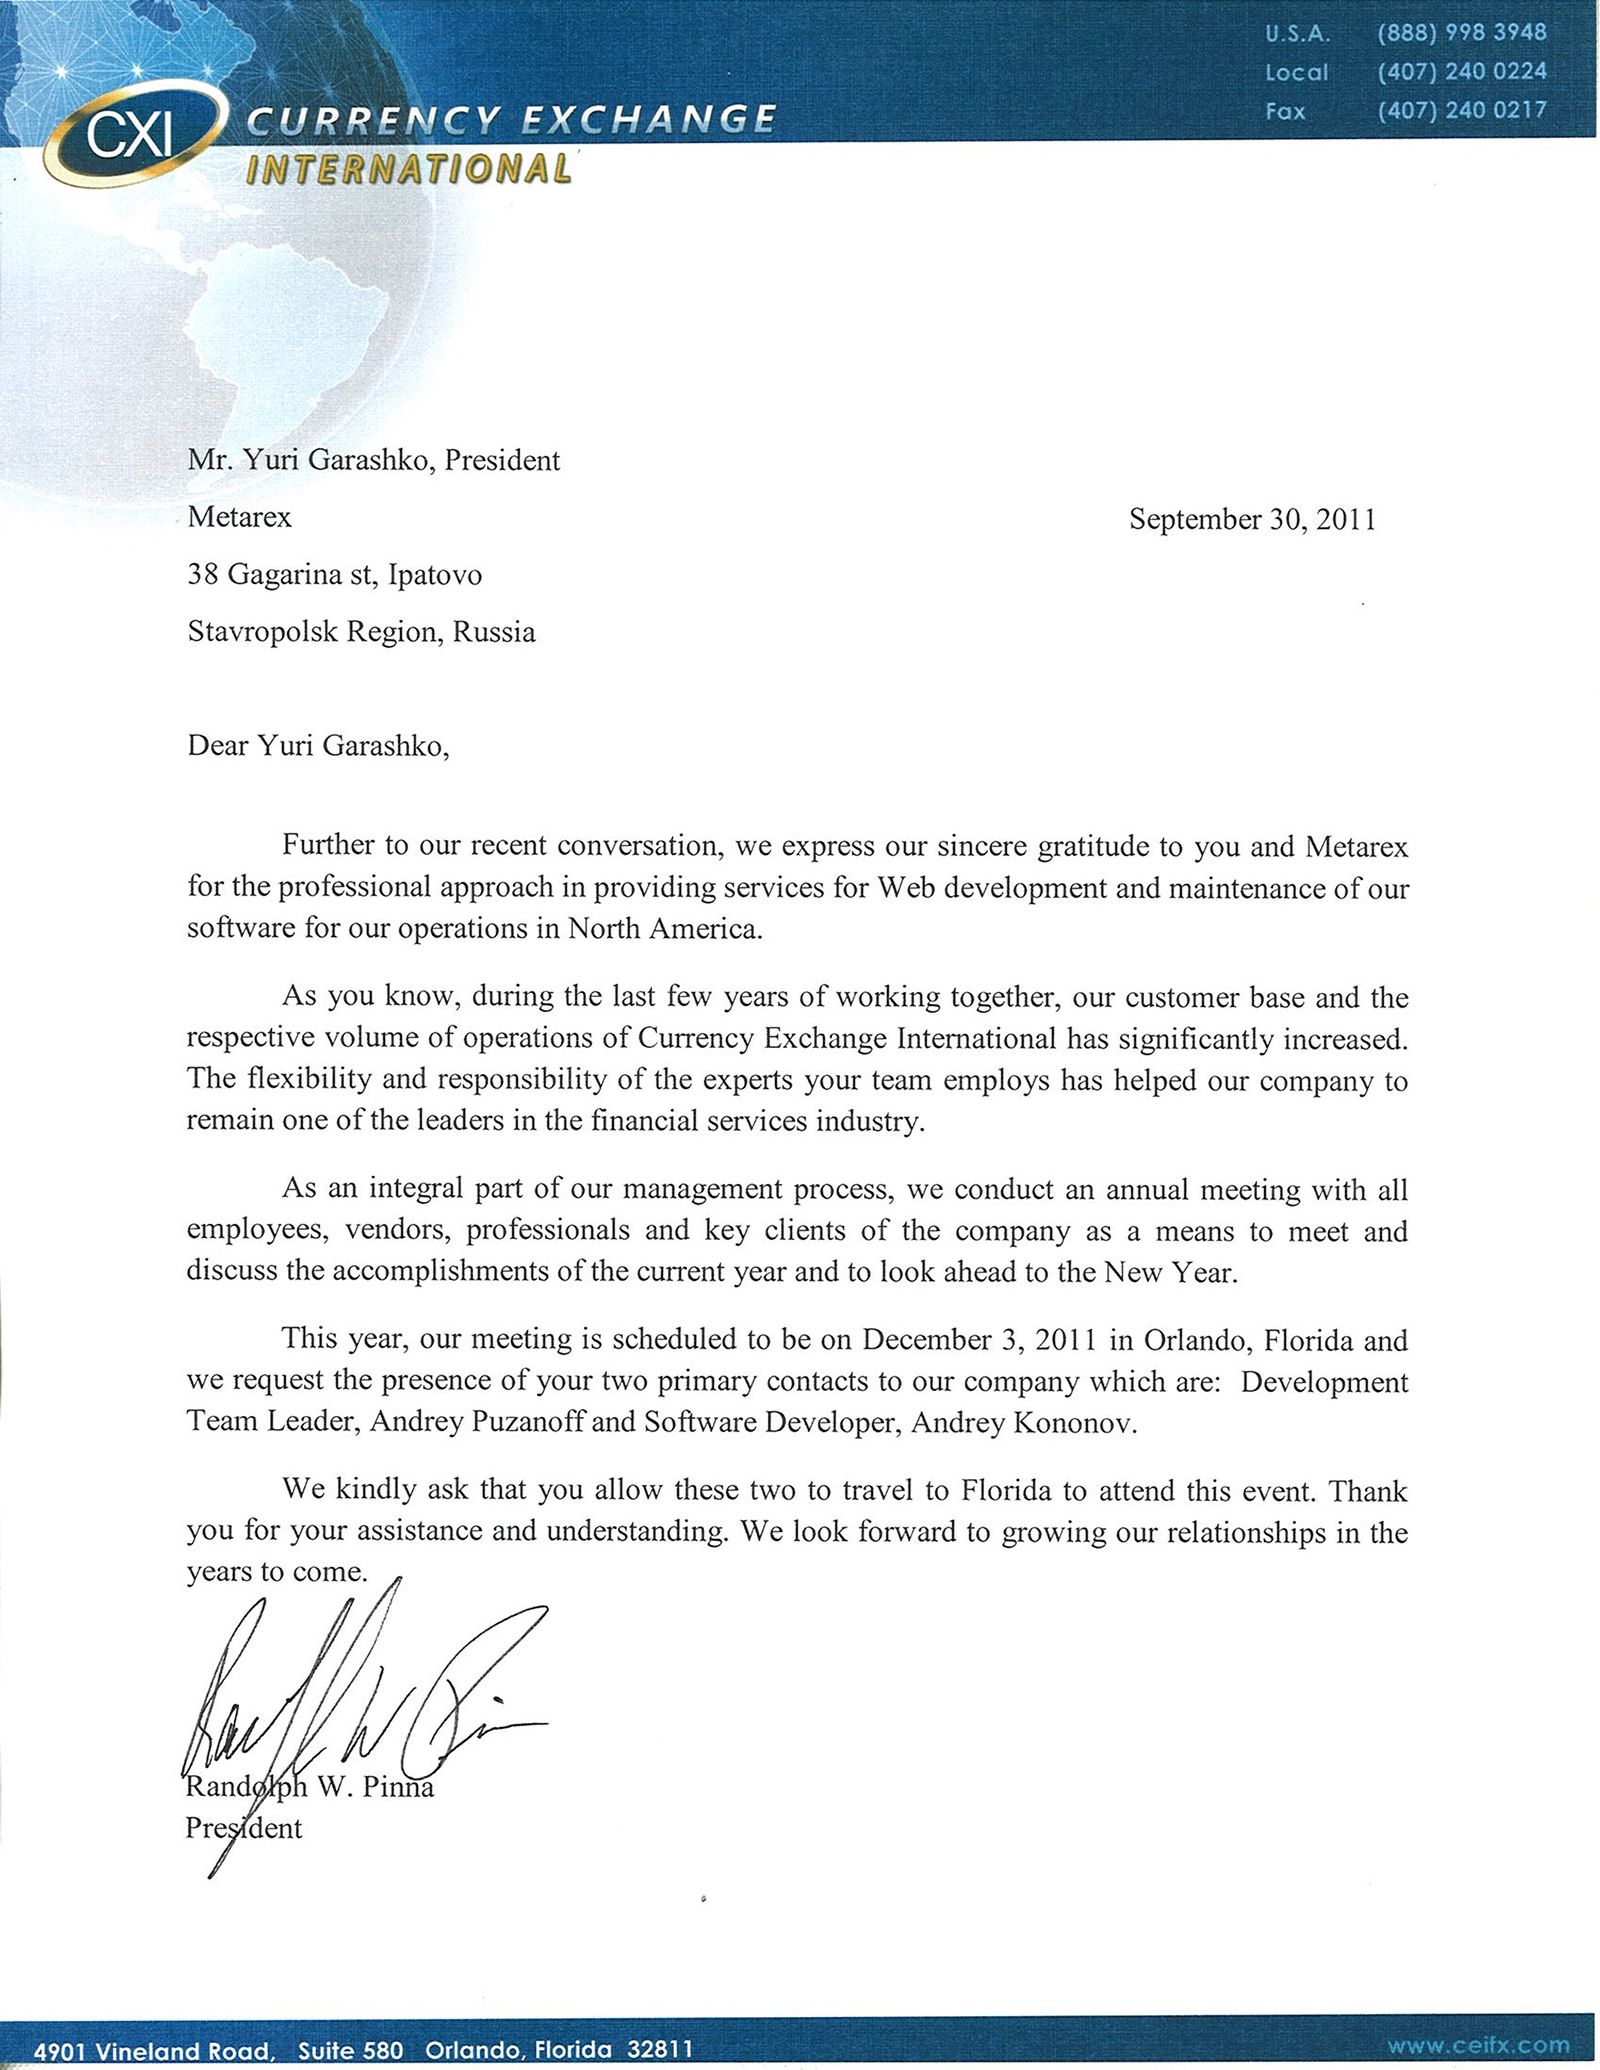 U.S.A. (888) 998 3948
Local (407) 240 0224
Fax (407) 240 0217
CXI CURRENCY EXCHANGE
INTERNATIONAL
Mr. Yuri Garashko, President
Metarex
September 30, 2011
38 Gagarina st, Ipatovo
Stavropolsk Region, Russia
Dear Yuri Garashko,
Further to our recent conversation, we express our sincere gratitude to you and Metarex
for the professional approach in providing services for Web development and maintenance of our
software for our operations in North America.
As you know, during the last few years of working together, our customer base and the
respective volume of operations of Currency Exchange International has significantly increased.
The flexibility and responsibility of the experts your team employs has helped our company to
remain one of the leaders in the financial services industry.
As an integral part of our management process, we conduct an annual meeting with all
employees, vendors, professionals and key clients of the company as a means to meet and
discuss the accomplishments of the current year and to look ahead to the New Year.
This year, our meeting is scheduled to be on December 3, 2011 in Orlando, Florida and
we request the presence of your two primary contacts to our company which are: Development
Team Leader, Andrey Puzanoff and Software Developer, Andrey Kononov.
We kindly ask that you allow these two to travel to Florida to attend this event. Thank
you for your assistance and understanding. We look forward to growing our relationships in the
years to come.
Randolph W. Pinna
President
4901 Vineland Road, Suite 580 Orlando, Florida 32811
www.ceifx.com